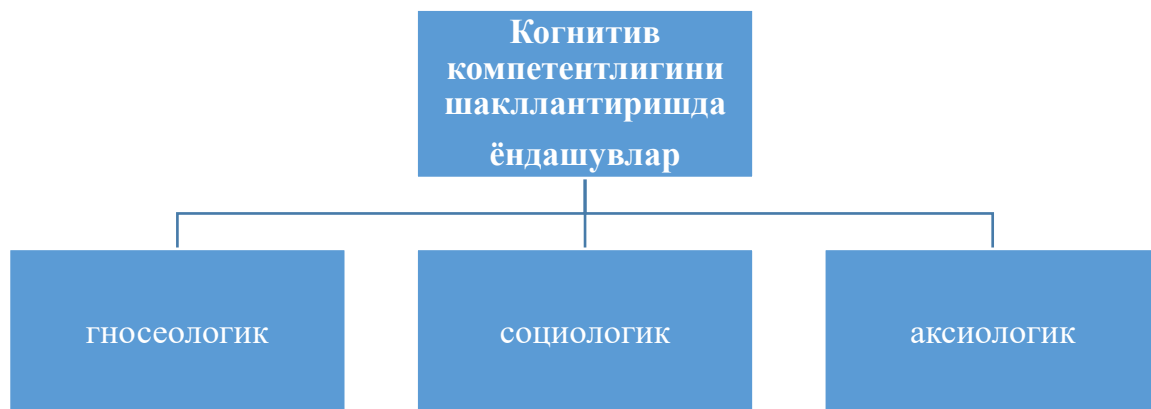 Когнитив
компетентлигини
шакллантиришда
ёндашувлар
гносеологик
социологик
аксиологик